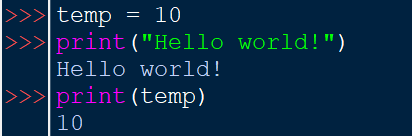 >>> temp = 10
>>> print("Hello world!")
Hello world!
>>> print(temp)
10